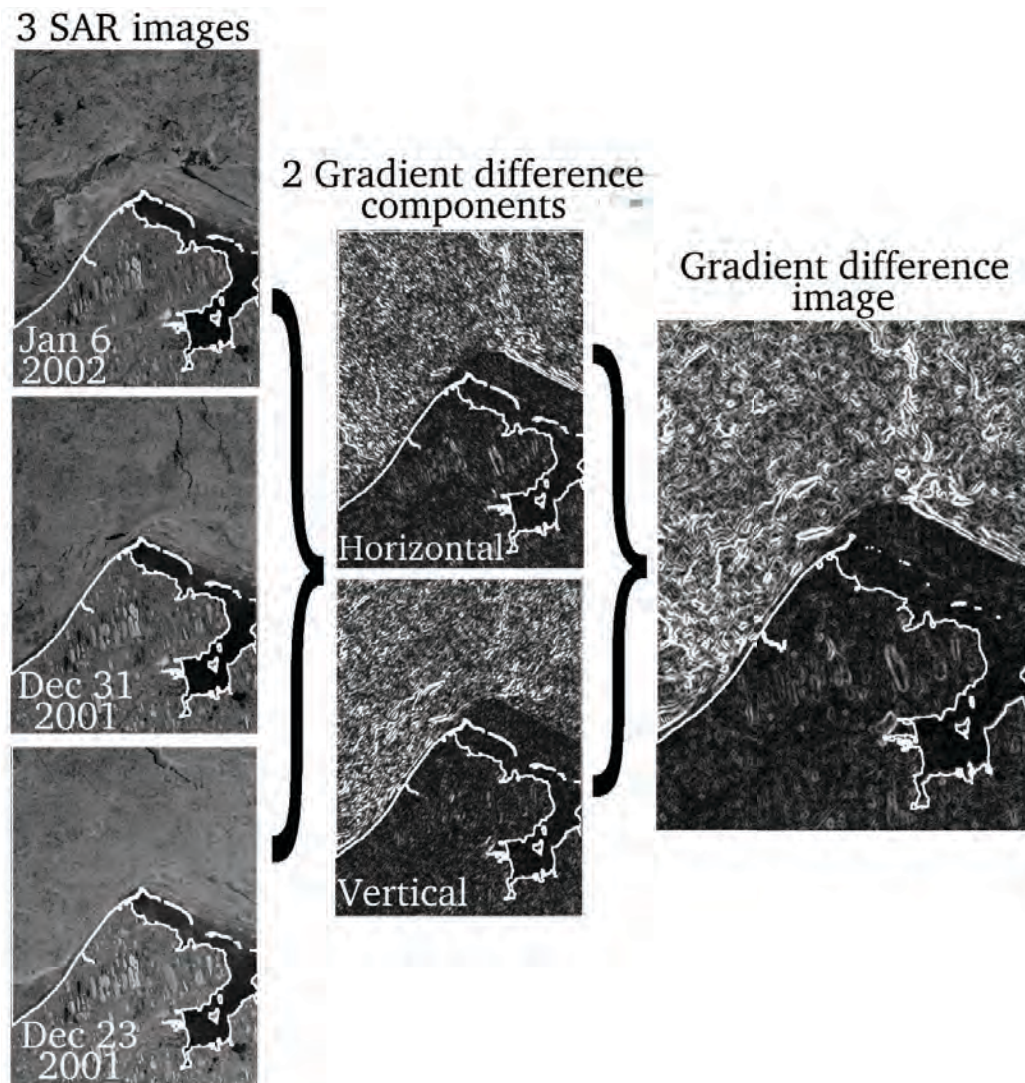 3 SAR images
Jan 6
2002
Dec 31
2001
Dec 23
2001
2 Gradient difference
components
Horizontal
Vertical
Gradient difference
image